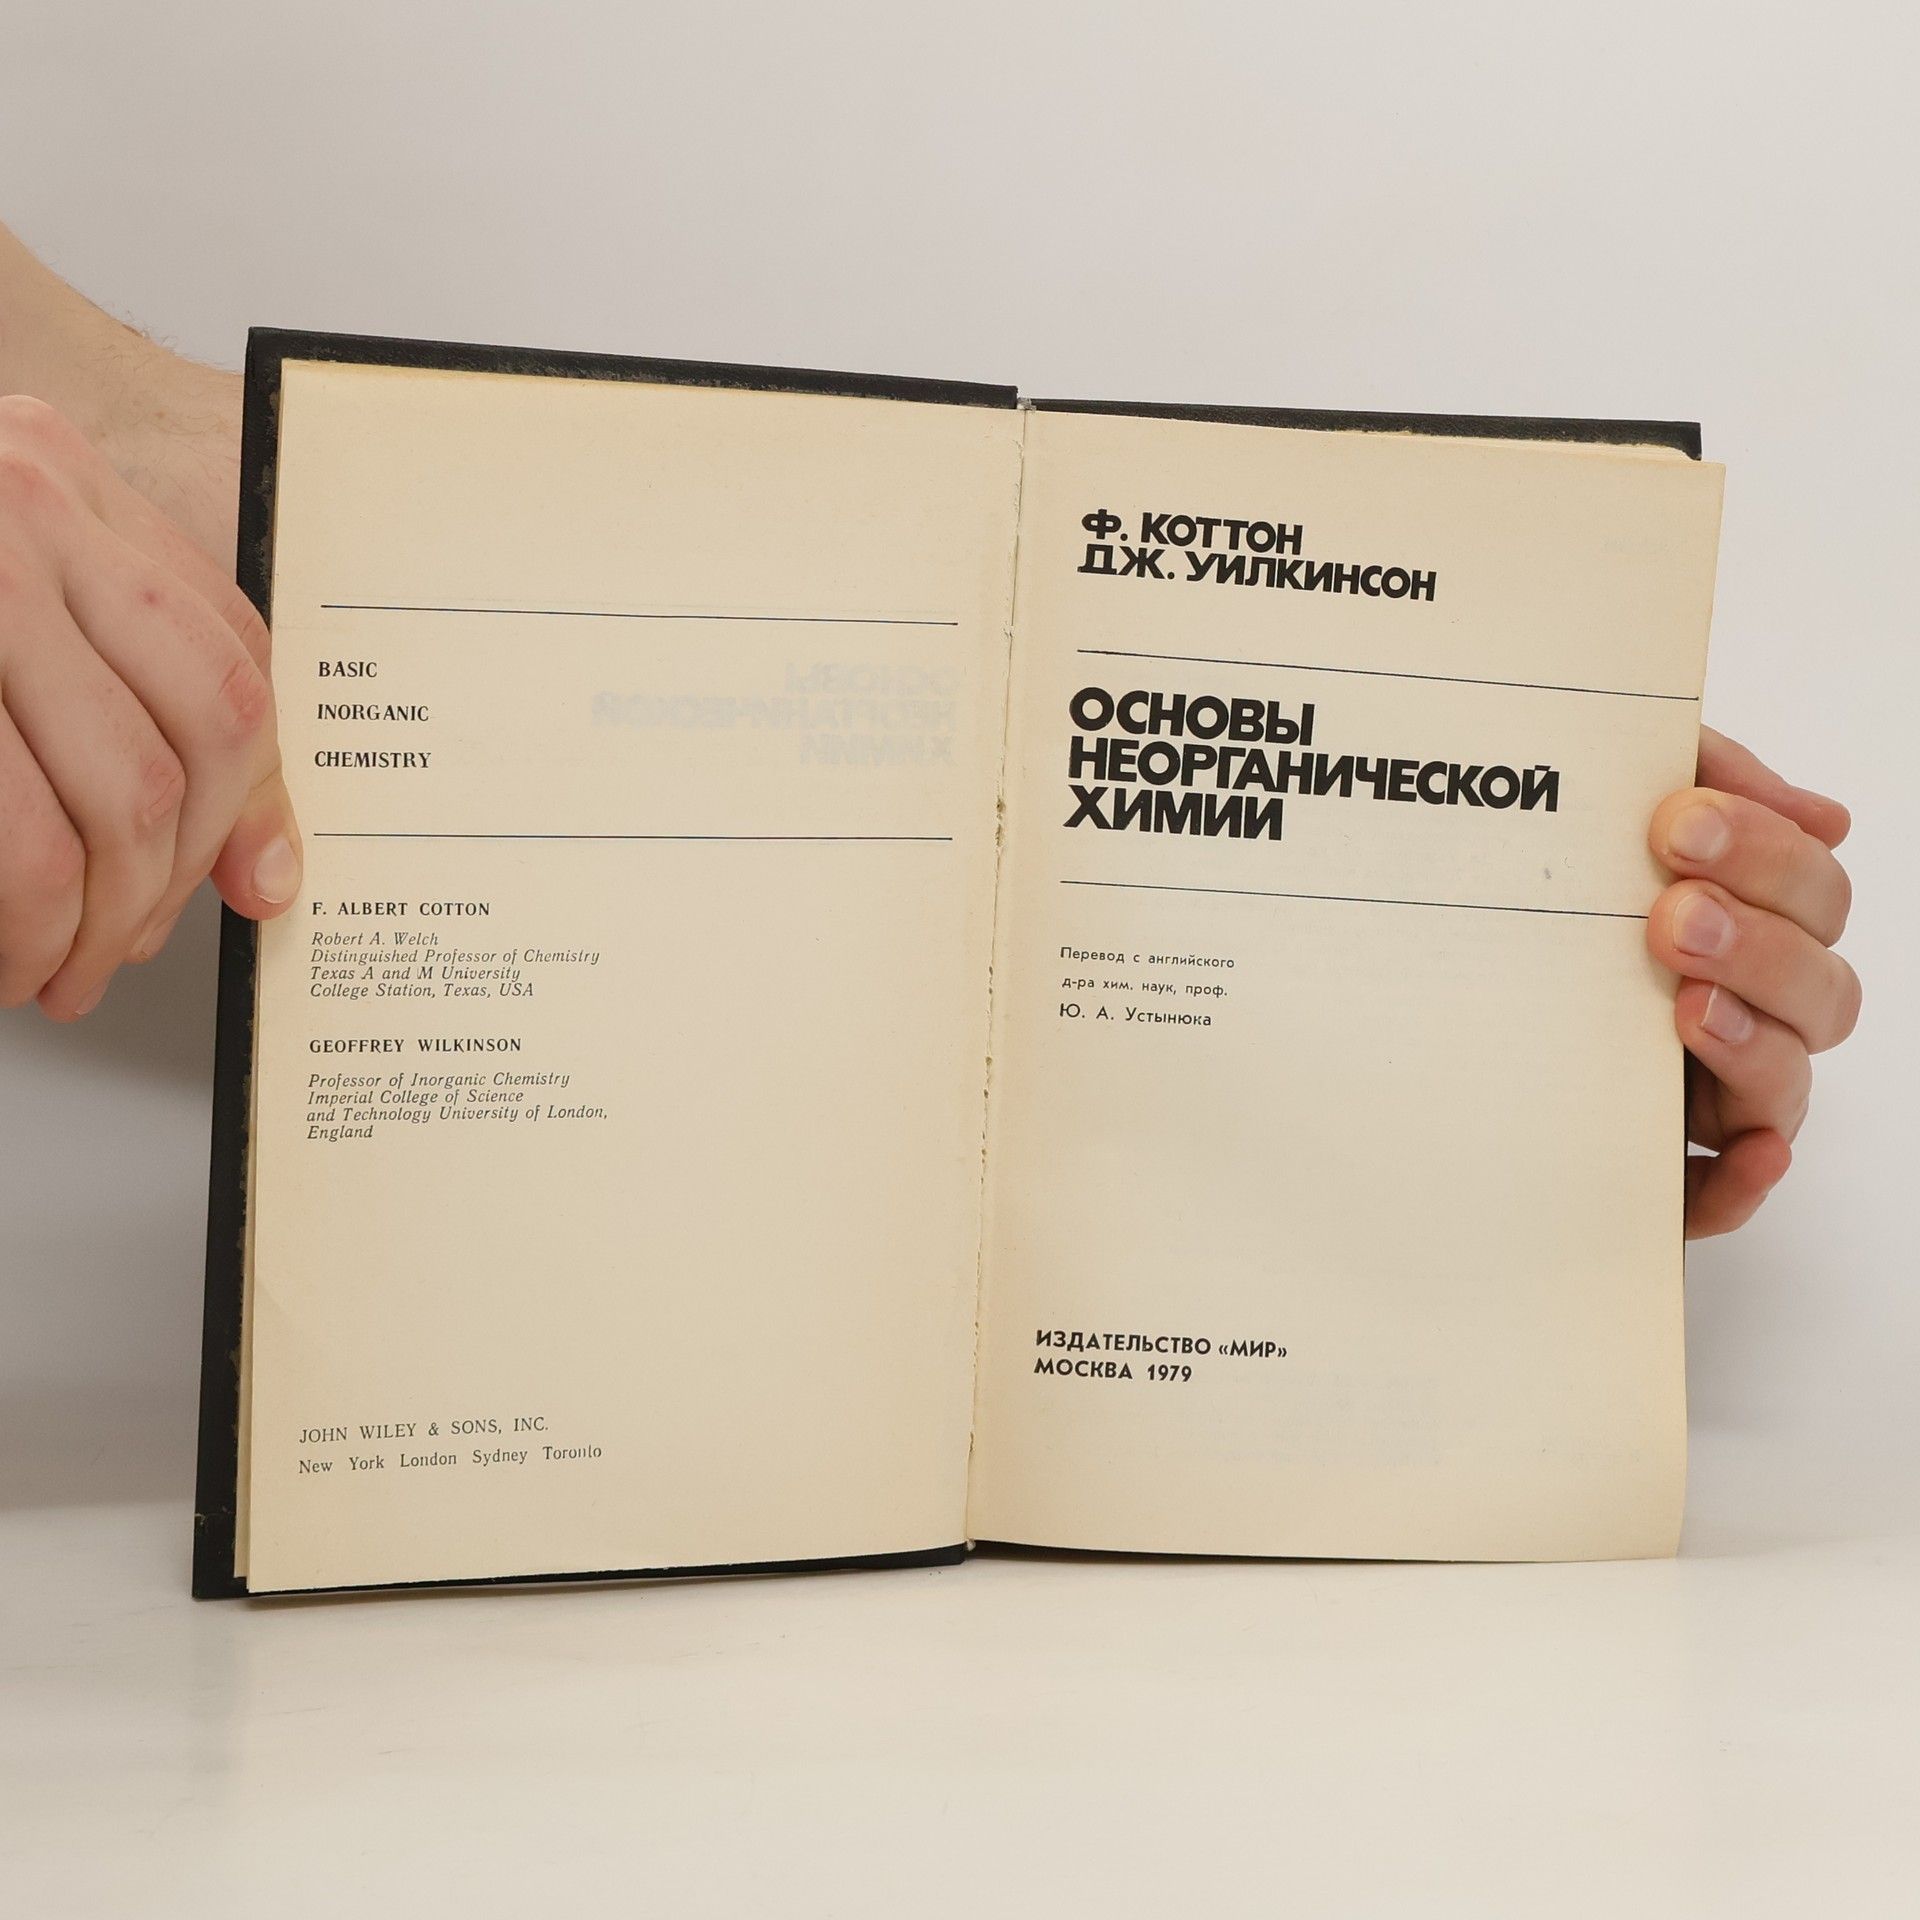 BASIC
INORGANIC
CHEMISTRY
F. ALBERT COTTON
Robert A. Welch
Distinguished Professor of Chemistry
Texas A and M University
College Station, Texas, USA
GEOFFREY WILKINSON
Professor of Inorganic Chemistry
Imperial College of Science
and Technology University of London,
England
JOHN WILEY & SONS, INC.
New York London Sydney Toronto
Ф. КОТТОН
ДЖ. УИЛКИНСОН
ОСНОВЫ
НЕОРГАНИЧЕСКОЙ
ХИМИИ
Перевод с английского
д-ра хим. наук, проф.
Ю. А. Устынюка
ИЗДАТЕЛЬСТВО «МИР»
МОСКВА 1979